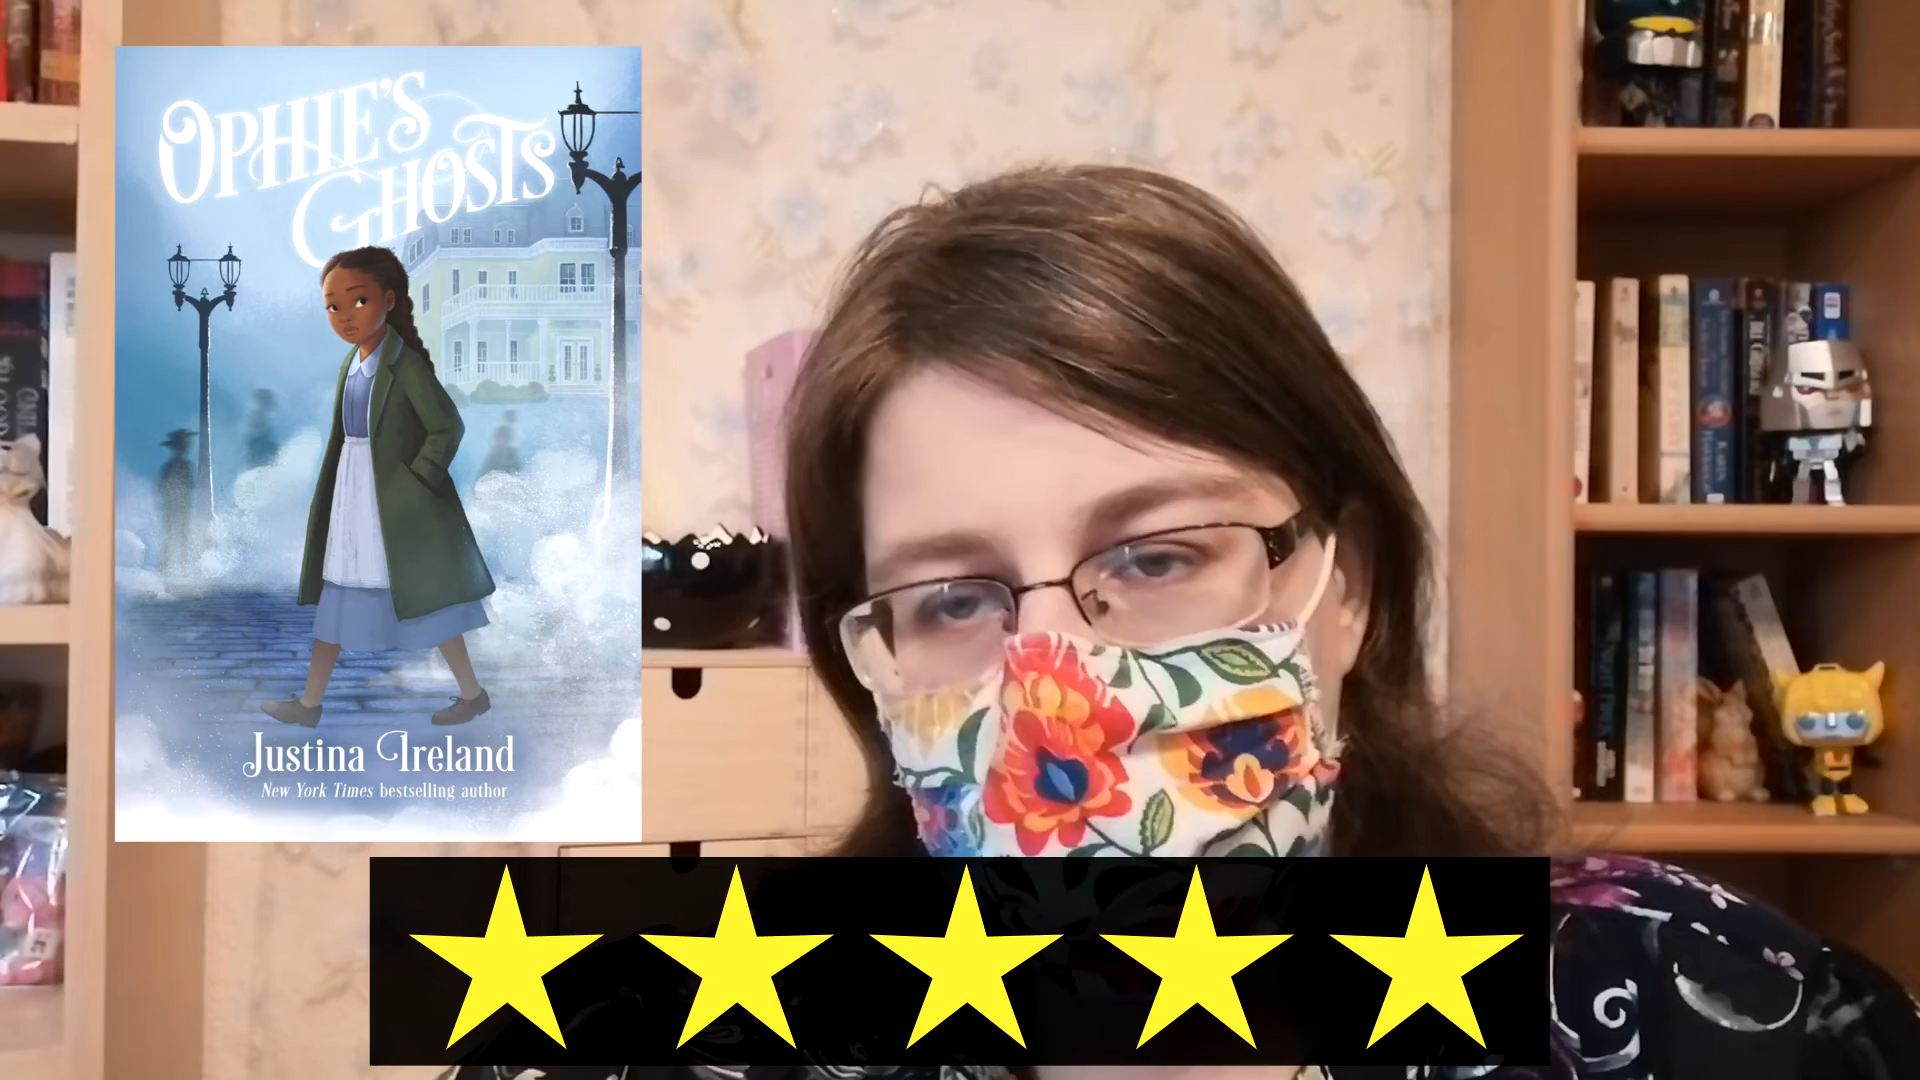 OPHIE'S
GHOSTS
Justina Ireland
New York Times bestselling author